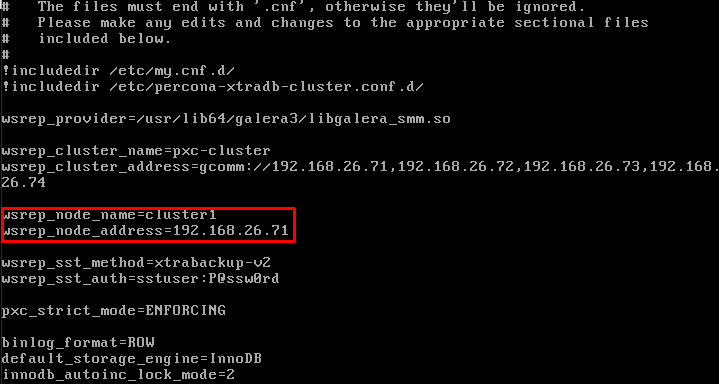 #    The files must end with '.cnf', otherwise they'll be ignored.
#    Please make any edits and changes to the appropriate sectional files
#    included below.
#
!includedir /etc/my.cnf.d/
!includedir /etc/percona-xtradb-cluster.conf.d/
wsrep_provider=/usr/lib64/galera3/libgalera_smm.so
wsrep_cluster_name=pxc-cluster
wsrep_cluster_address=gcomm://192.168.26.71,192.168.26.72,192.168.26.73,192.168.
26.74
wsrep_node_name=cluster1
wsrep_node_address=192.168.26.71
wsrep_sst_method=xtrabackup-v2
wsrep_sst_auth=sstuser:P@ssw0rd
pxc_strict_mode=ENFORCING
binlog_format=ROW
default_storage_engine=InnoDB
innodb_autoinc_lock_mode=2